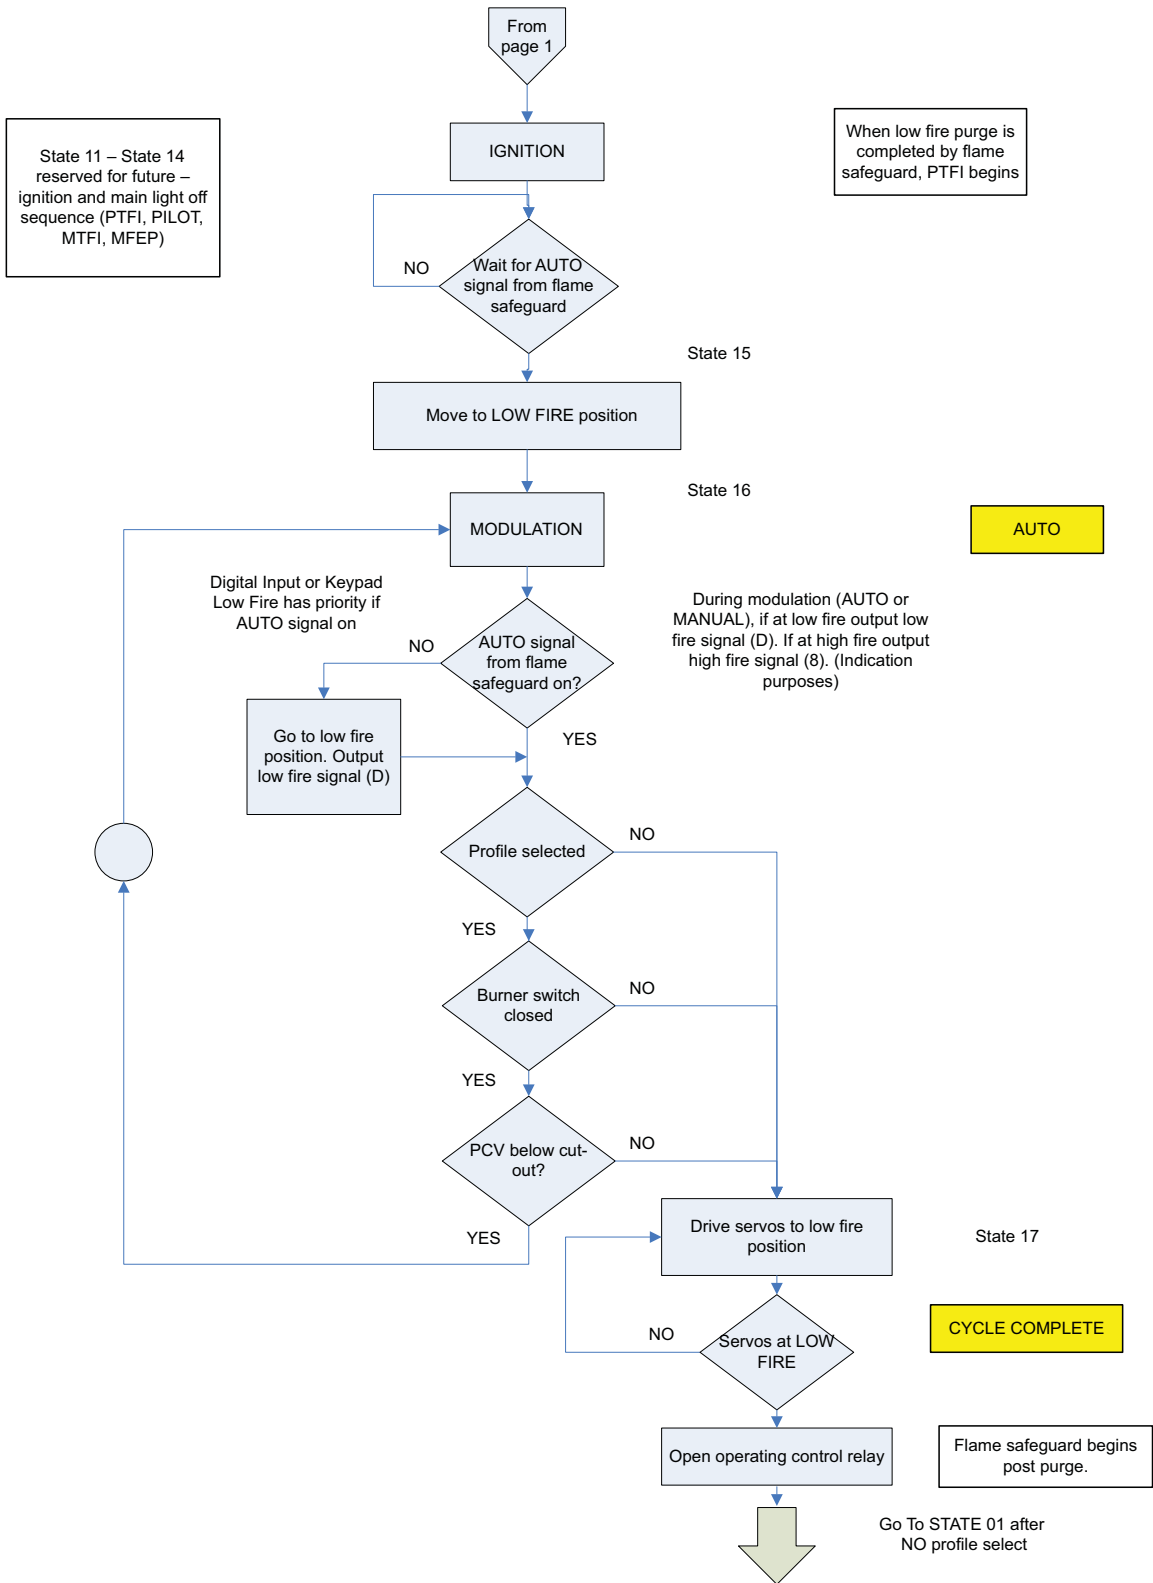 From
page 1
State 11 – State 14
reserved for future –
ignition and main light off
sequence (PTFI, PILOT,
MTFI, MFEP)
IGNITION
When low fire purge is
completed by flame
safeguard, PTFI begins
NO
Wait for AUTO
signal from flame
safeguard
State 15
Move to LOW FIRE position
State 16
MODULATION
AUTO
Digital Input or Keypad
Low Fire has priority if
AUTO signal on
During modulation (AUTO or
MANUAL), if at low fire output low
fire signal (D). If at high fire output
high fire signal (8). (Indication
purposes)
NO
AUTO signal
from flame
safeguard on?
YES
Go to low fire
position. Output
low fire signal (D)
Profile selected
NO
YES
Burner switch
closed
NO
YES
PCV below cut-
out?
NO
YES
Drive servos to low fire
position
State 17
NO
Servos at LOW
FIRE
CYCLE COMPLETE
Open operating control relay
Flame safeguard begins
post purge.
Go To STATE 01 after
NO profile select